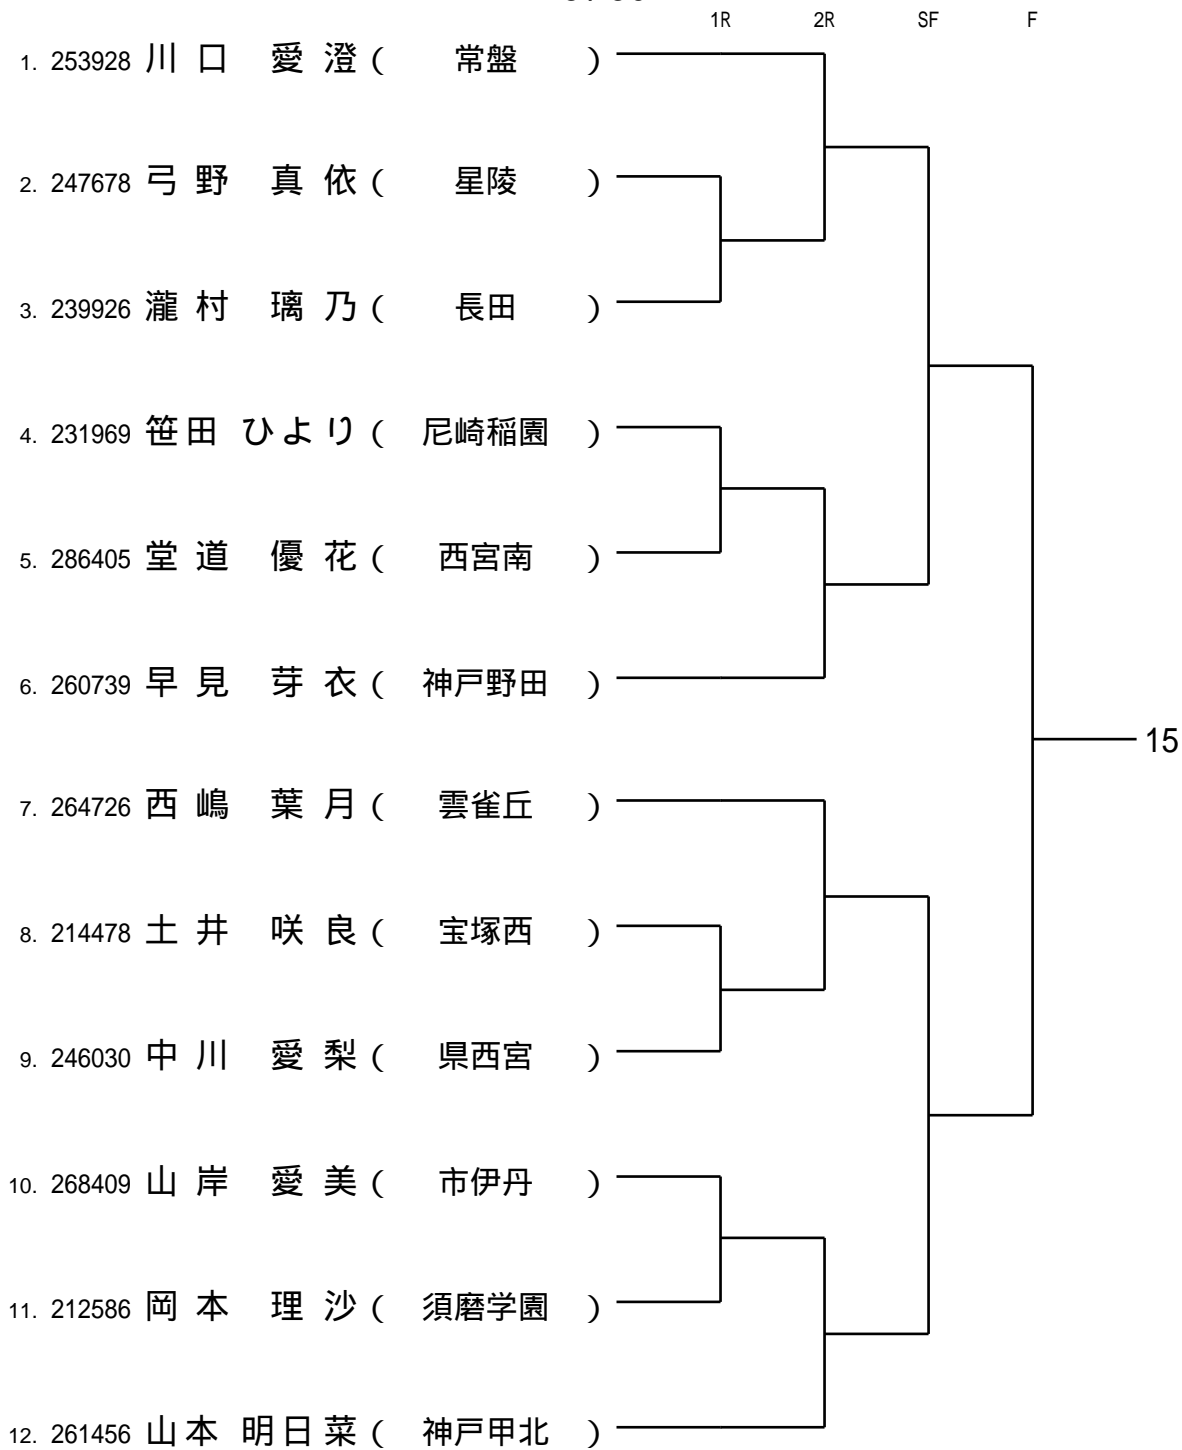 1R 2R SF F
1. 253928 川口 愛澄 ( 常盤 )
2. 247678 弓野 真依 ( 星陵 )
3. 239926 瀧村 璃乃 ( 長田 )
4. 231969 笹田 ひより ( 尼崎稲園 )
5. 286405 堂道 優花 ( 西宮南 )
6. 260739 早見 芽衣 ( 神戸野田 )
15
7. 264726 西嶋 葉月 ( 雲雀丘 )
8. 214478 土井 咲良 ( 宝塚西 )
9. 246030 中川 愛梨 ( 県西宮 )
10. 268409 山岸 愛美 ( 市伊丹 )
11. 212586 岡本 理沙 ( 須磨学園 )
12. 261456 山本 明日菜 ( 神戸甲北 )